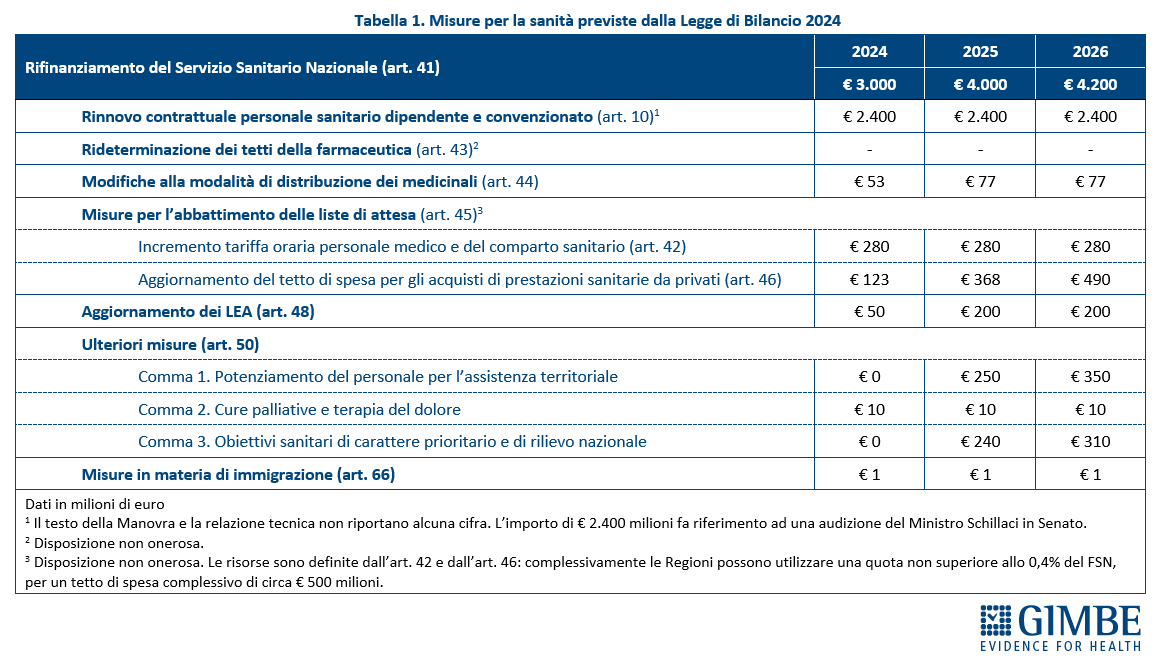 Tabella 1. Misure per la sanità previste dalla Legge di Bilancio 2024
Rifinanziamento del Servizio Sanitario Nazionale (art. 41) 2024 2025 2026
€ 3.000 € 4.000 € 4.200
Rinnovo contrattuale personale sanitario dipendente e convenzionato (art. 10)¹ € 2.400 € 2.400 € 2.400
Rideterminazione dei tetti della farmaceutica (art. 43)² - - -
Modifiche alla modalità di distribuzione dei medicinali (art. 44) € 53 € 77 € 77
Misure per l’abbattimento delle liste di attesa (art. 45)³
Incremento tariffa oraria personale medico e del comparto sanitario (art. 42) € 280 € 280 € 280
Aggiornamento del tetto di spesa per gli acquisti di prestazioni sanitarie da privati (art. 46) € 123 € 368 € 490
Aggiornamento dei LEA (art. 48) € 50 € 200 € 200
Ulteriori misure (art. 50)
Comma 1. Potenziamento del personale per l’assistenza territoriale € 0 € 250 € 350
Comma 2. Cure palliative e terapia del dolore € 10 € 10 € 10
Comma 3. Obiettivi sanitari di carattere prioritario e di rilievo nazionale € 0 € 240 € 310
Misure in materia di immigrazione (art. 66) € 1 € 1 € 1
Dati in milioni di euro
¹ Il testo della Manovra e la relazione tecnica non riportano alcuna cifra. L’importo di € 2.400 milioni fa riferimento ad una audizione del Ministro Schillaci in Senato.
² Disposizione non onerosa.
³ Disposizione non onerosa. Le risorse sono definite dall’art. 42 e dall’art. 46: complessivamente le Regioni possono utilizzare una quota non superiore allo 0,4% del FSN,
per un tetto di spesa complessivo di circa € 500 milioni.
GIMBE
EVIDENCE FOR HEALTH